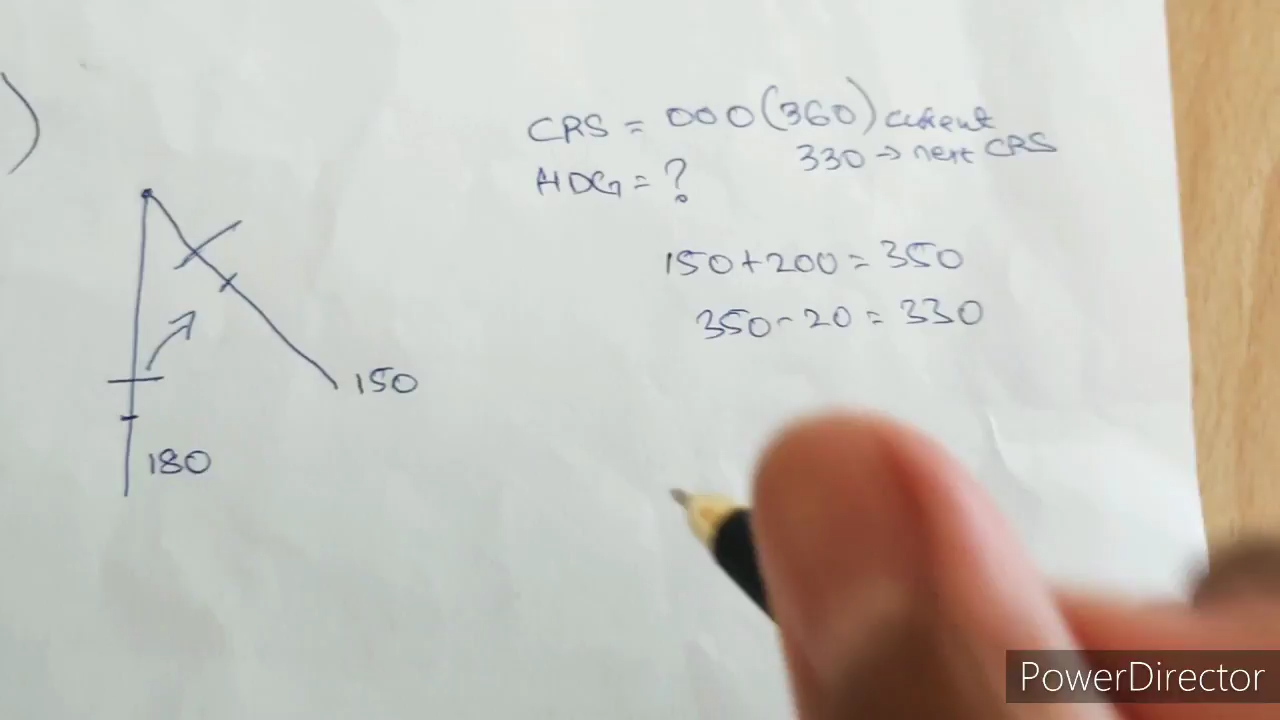 CRS = 000 (360) current
330 → next CRS
HDG = ?
150+200 = 350
350-20 = 330
150
180
PowerDirector